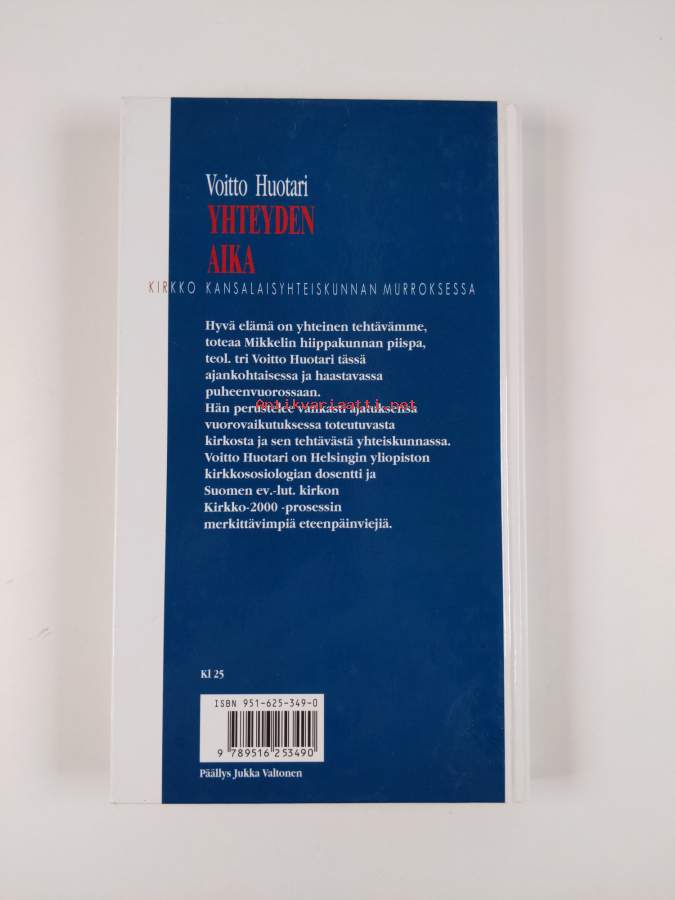 Voitto Huotari
YHTEYDEN
AIKA
KIRKKO KANSALAISYHTEISKUNNAN MURROKSESSA
Hyvä elämä on yhteinen tehtävämme,
toteaa Mikkelin hiippakunnan piispa,
teol. tri Voitto Huotari tässä
ajankohtaisessa ja haastavassa
puheenvuorossaan.
Antikvariaatti.net
Hän perustelee vankasti ajatuksensa
vuorovaikutuksessa toteutuvasta
kirkosta ja sen tehtävästä yhteiskunnassa.
Voitto Huotari on Helsingin yliopiston
kirkkososiologian dosentti ja
Suomen ev.-lut. kirkon
Kirkko-2000 -prosessin
merkittävimpiä eteenpäinviejiä.
Kl 25
ISBN 951-625-349-0
9 789516 253490
Päällys Jukka Valtonen